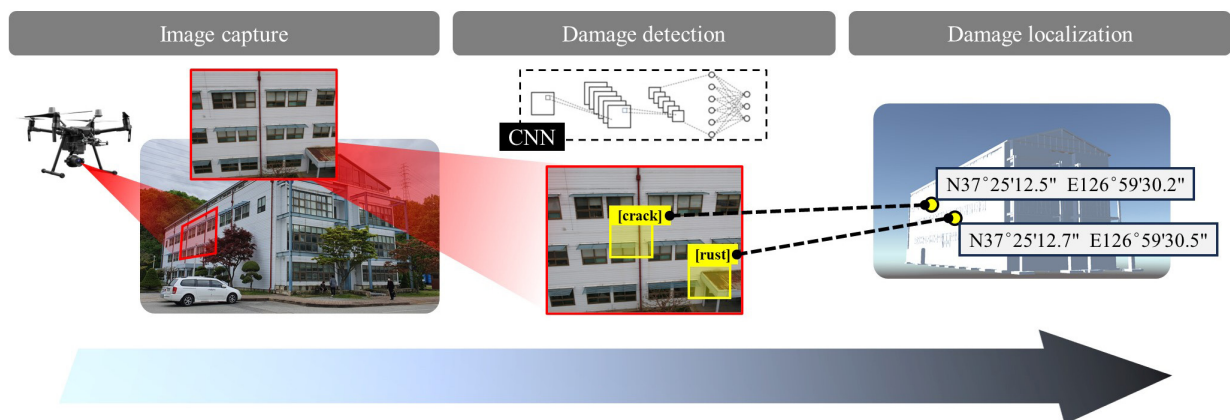 Image capture
Damage detection
Damage localization
CNN
[crack]
[rust]
N37°25'12.5" E126°59'30.2"
N37°25'12.7" E126°59'30.5"